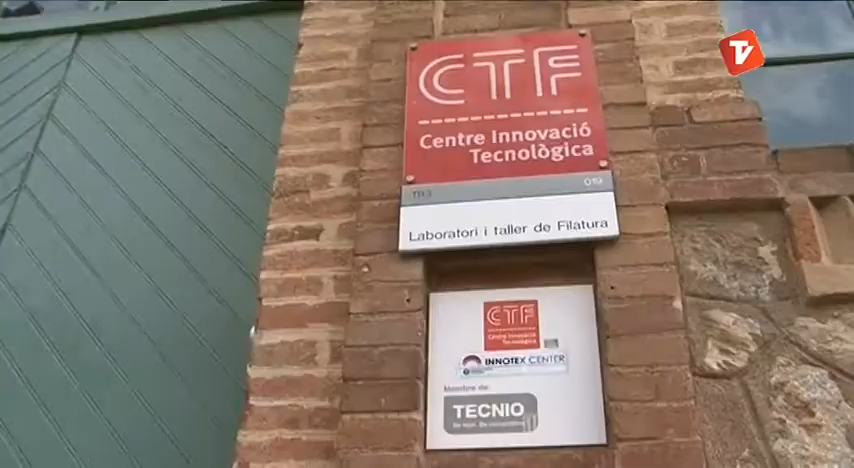 TV
CTF
Centre Innovació
Tecnològica
TR3 019
Laboratori i taller de Filatura
CTF
Centre Innovació
Tecnològica
INNOTEX CENTER
Membre de
TECNIO